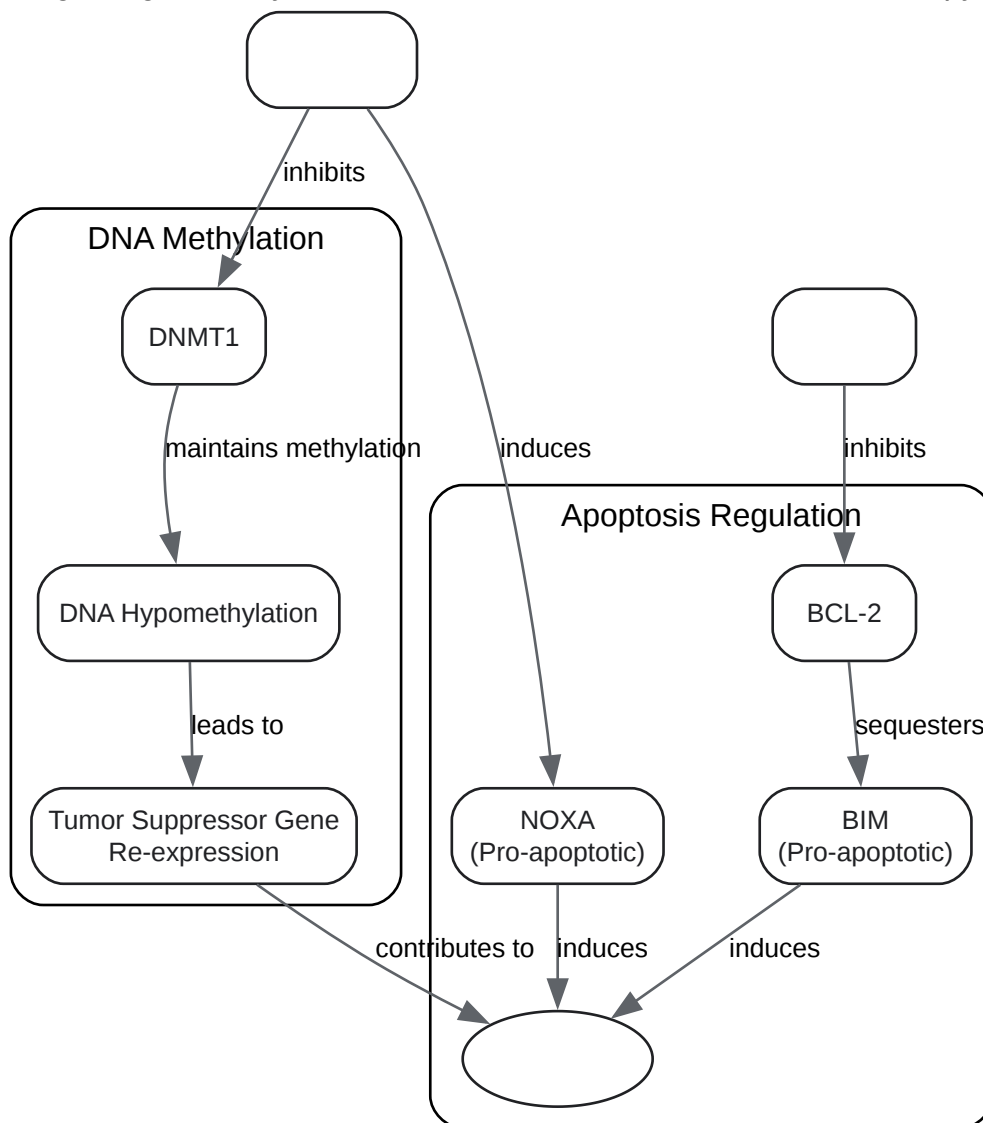 inhibits
DNA Methylation
DNMT1
maintains methylation
induces
inhibits
Apoptosis Regulation
DNA Hypomethylation
BCL-2
leads to
sequesters
Tumor Suppressor Gene
Re-expression
NOXA
(Pro-apoptotic)
BIM
(Pro-apoptotic)
contributes to
induces
induces